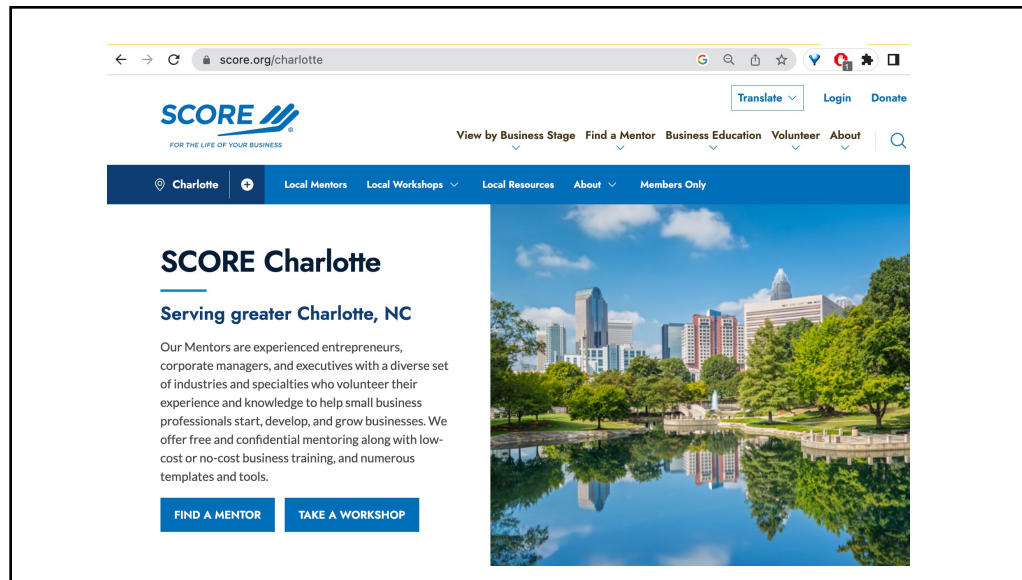 score.org/charlotte
1
Translate
Login
Donate
SCORE
®
FOR THE LIFE OF YOUR BUSINESS
View by Business Stage
Find a Mentor
Business Education
Volunteer
About
Charlotte
Local Mentors
Local Workshops
Local Resources
About
Members Only
SCORE Charlotte
Serving greater Charlotte, NC
Our Mentors are experienced entrepreneurs,
corporate managers, and executives with a diverse set
of industries and specialties who volunteer their
experience and knowledge to help small business
professionals start, develop, and grow businesses. We
offer free and confidential mentoring along with low-
cost or no-cost business training, and numerous
templates and tools.
FIND A MENTOR
TAKE A WORKSHOP